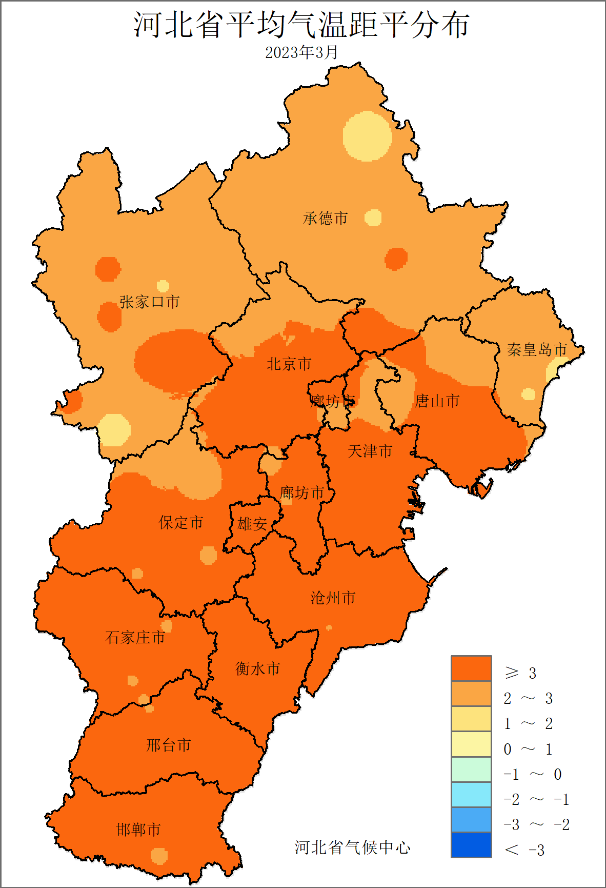 河北省平均气温距平分布
2023年3月
承德市
张家口市
秦皇岛市
北京市
廊坊市
唐山市
天津市
廊坊市
保定市
雄安
沧州市
石家庄市
衡水市
邢台市
邯郸市
≥ 3
2 ~ 3
1 ~ 2
0 ~ 1
-1 ~ 0
-2 ~ -1
-3 ~ -2
< -3
河北省气候中心